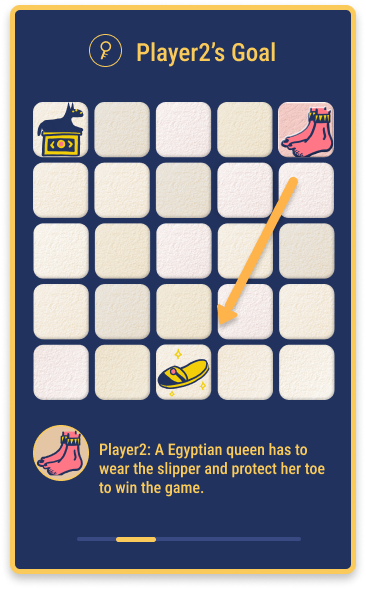 Player2's Goal
Player2: A Egyptian queen has to
wear the slipper and protect her toe
to win the game.